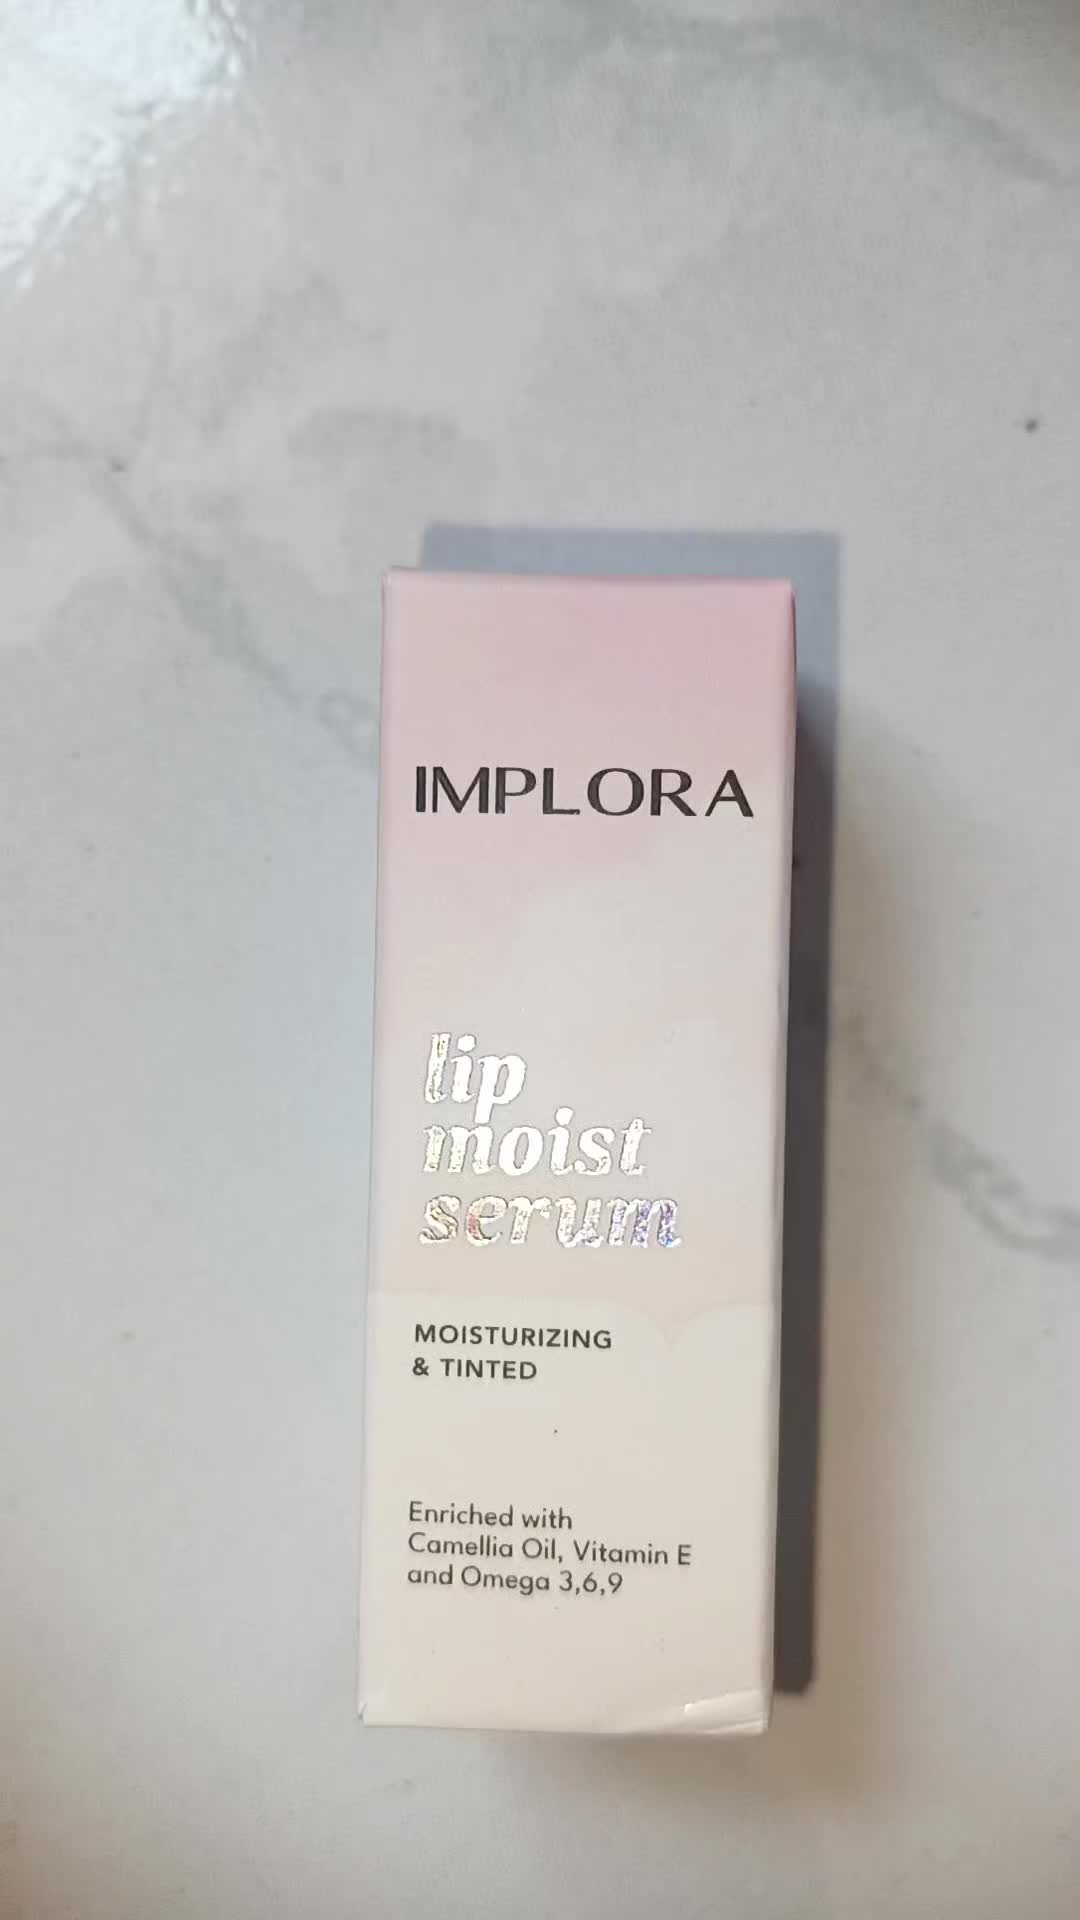 IMPLORA
lip
moist
serum
MOISTURIZING
& TINTED
Enriched with
Camellia Oil, Vitamin E
and Omega 3,6,9